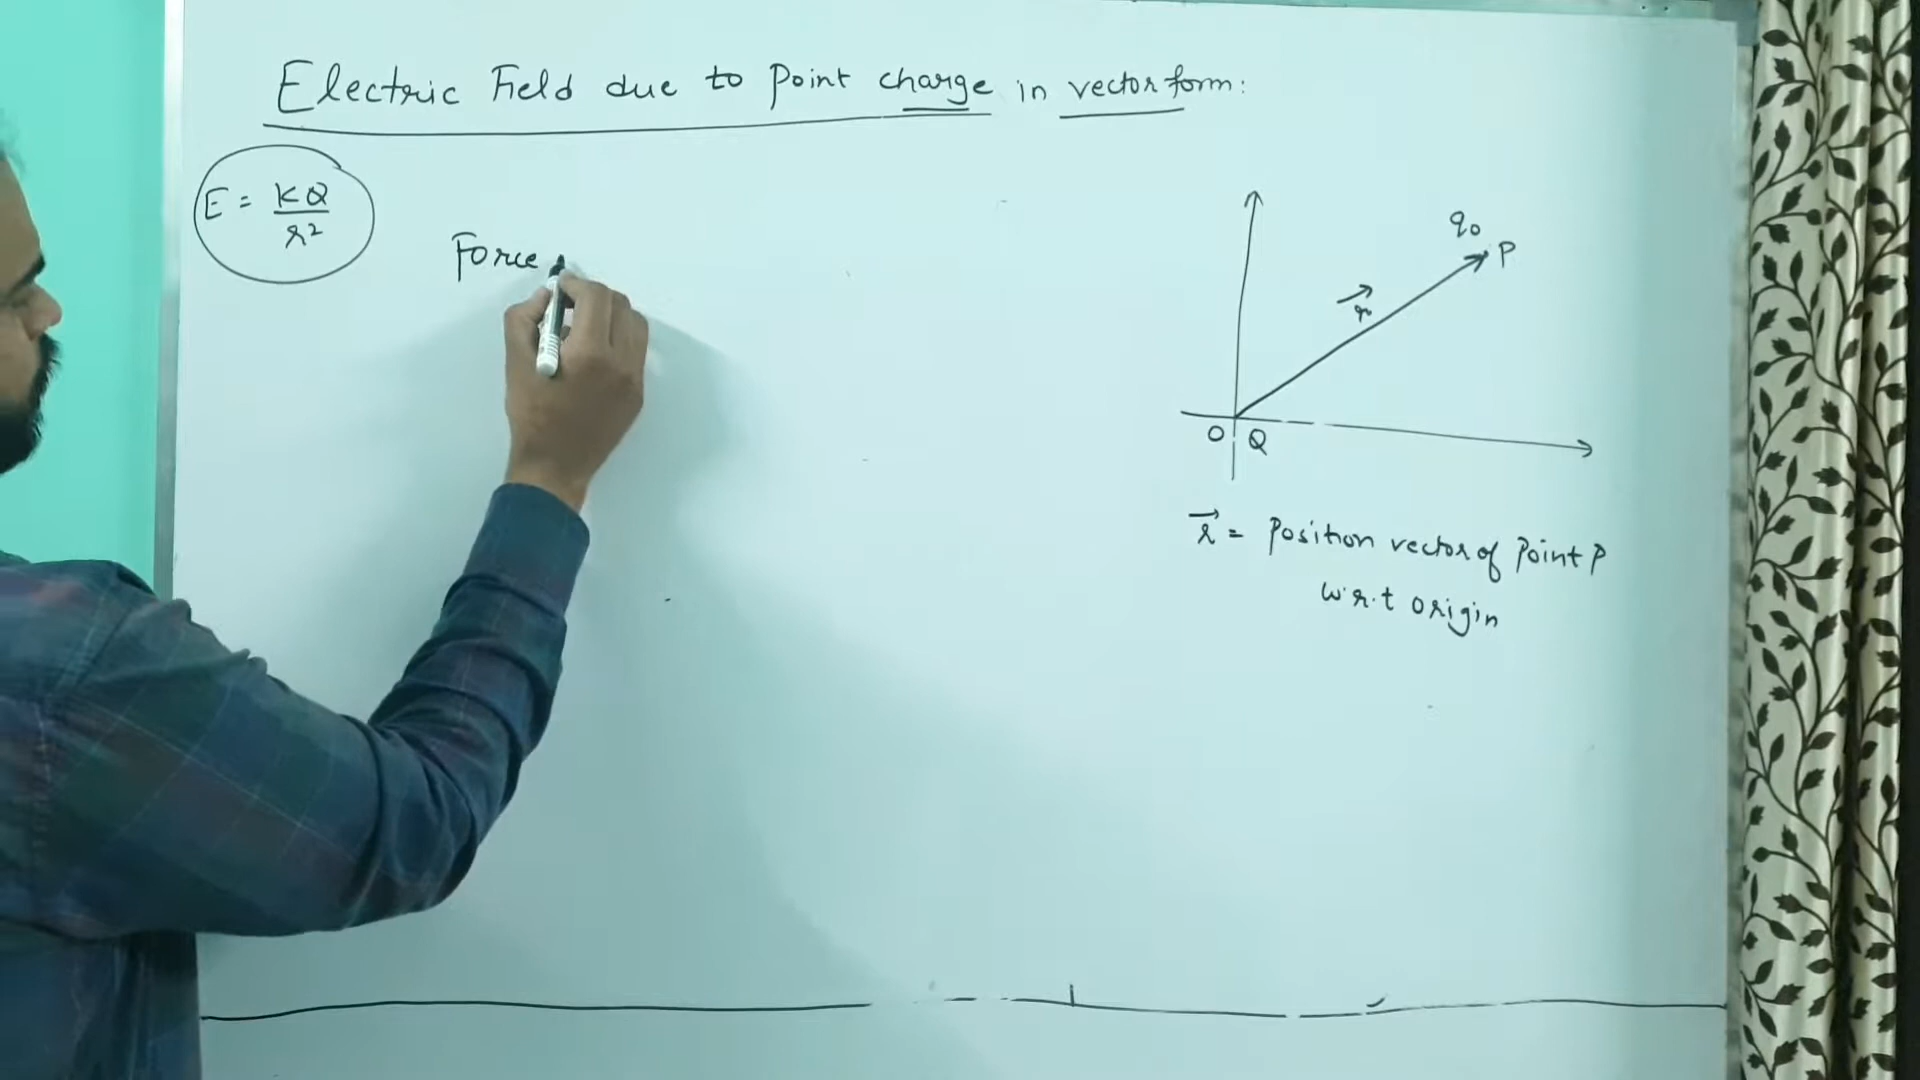 Electric Field due to Point charge in vector form:
E = KQ / r²
Force
q₀
P
r⃗
O Q
r⃗ = Position vector of Point P
w.r.t origin